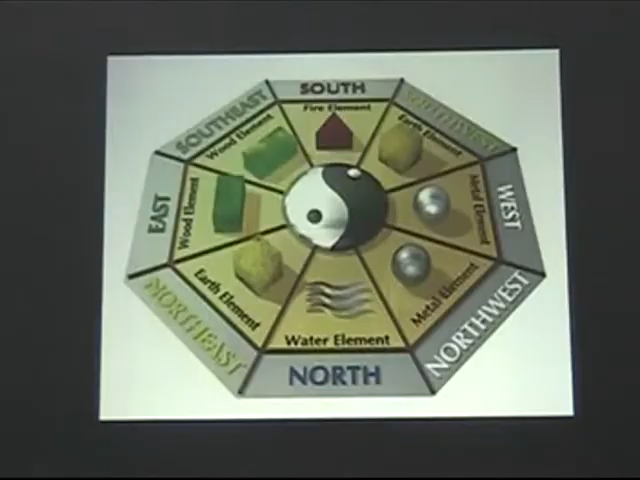 SOUTH
Fire Element
SOUTHWEST
Earth Element
WEST
Metal Element
NORTHWEST
Metal Element
NORTH
Water Element
NORTHEAST
Earth Element
EAST
Wood Element
SOUTHEAST
Wood Element